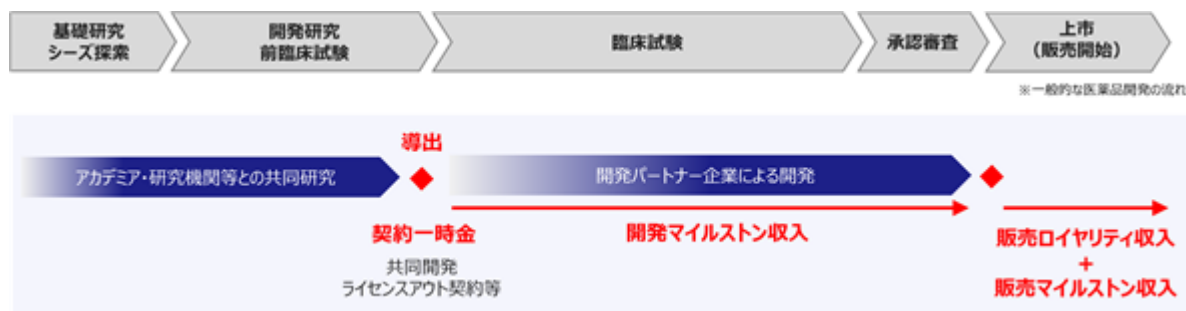 基礎研究
シーズ探索
開発研究
前臨床試験
臨床試験
承認審査
上市
(販売開始)
※一般的な医薬品開発の流れ
導出
アカデミア・研究機関等との共同研究
開発パートナー企業による開発
契約一時金
開発マイルストン収入
共同開発
ライセンスアウト契約等
販売ロイヤリティ収入
+
販売マイルストン収入